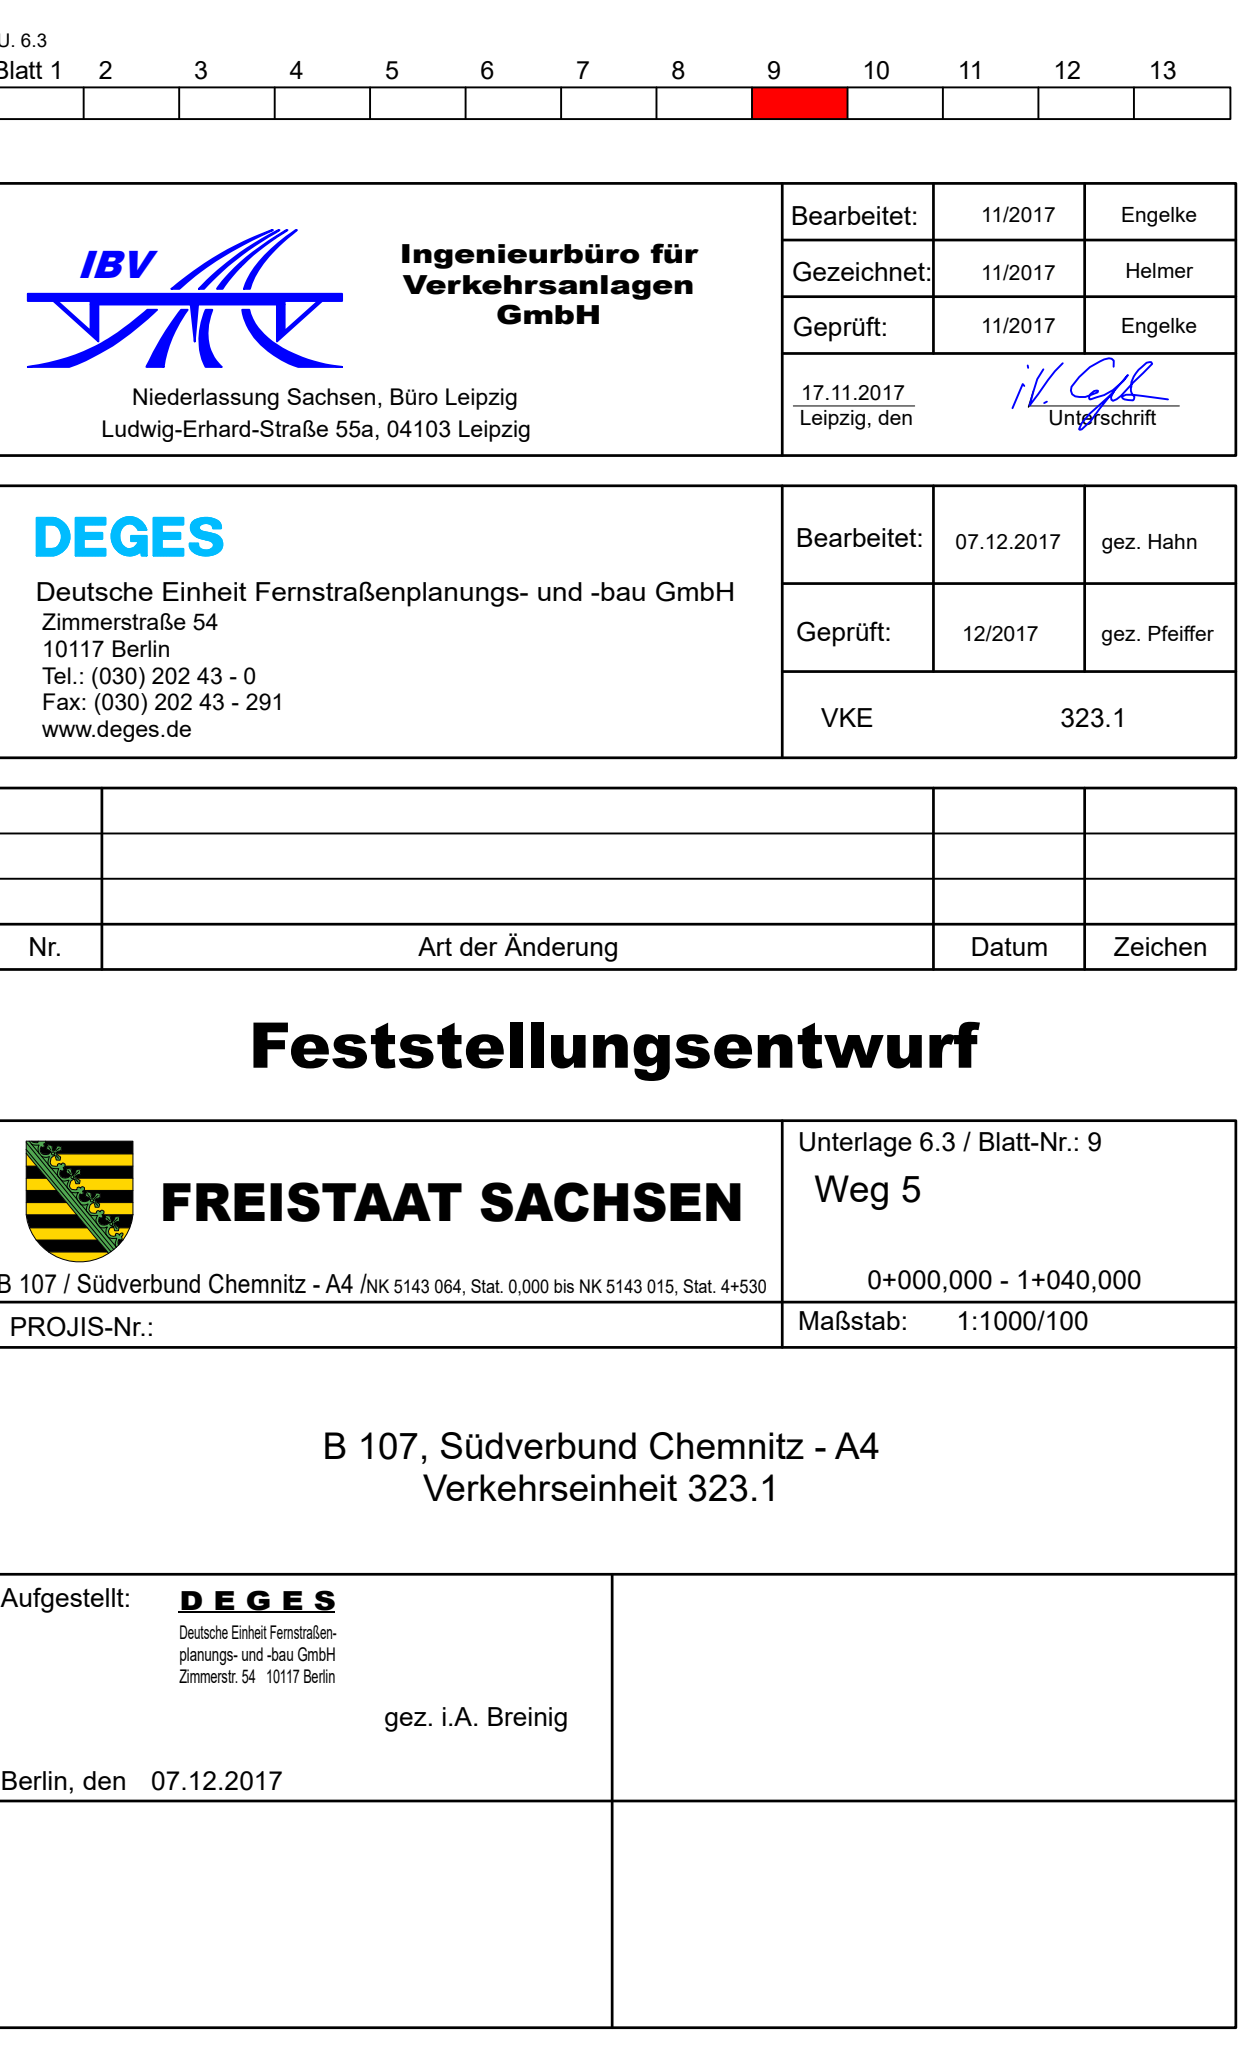 U. 6.3
Blatt 1 2 3 4 5 6 7 8 9 10 11 12 13
IBV
Ingenieurbüro für
Verkehrsanlagen
GmbH
Niederlassung Sachsen, Büro Leipzig
Ludwig-Erhard-Straße 55a, 04103 Leipzig
Bearbeitet: 11/2017 Engelke
Gezeichnet: 11/2017 Helmer
Geprüft: 11/2017 Engelke
17.11.2017
Leipzig, den Unterschrift
DEGES
Deutsche Einheit Fernstraßenplanungs- und -bau GmbH
Zimmerstraße 54
10117 Berlin
Tel.: (030) 202 43 - 0
Fax: (030) 202 43 - 291
www.deges.de
Bearbeitet: 07.12.2017 gez. Hahn
Geprüft: 12/2017 gez. Pfeiffer
VKE 323.1
Nr. Art der Änderung Datum Zeichen
Feststellungsentwurf
FREISTAAT SACHSEN
B 107 / Südverbund Chemnitz - A4 /NK 5143 064, Stat. 0,000 bis NK 5143 015, Stat. 4+530
Unterlage 6.3 / Blatt-Nr.: 9
Weg 5
0+000,000 - 1+040,000
PROJIS-Nr.:
Maßstab: 1:1000/100
B 107, Südverbund Chemnitz - A4
Verkehrseinheit 323.1
Aufgestellt:
DEGES
Deutsche Einheit Fernstraßen-
planungs- und -bau GmbH
Zimmerstr. 54 10117 Berlin
gez. i.A. Breinig
Berlin, den 07.12.2017